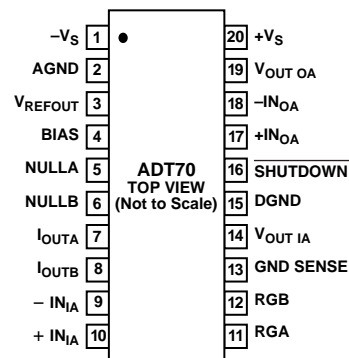 –VS 1
AGND 2
VREFOUT 3
BIAS 4
NULLA 5
NULLB 6
IOUTA 7
IOUTB 8
– INIA 9
+ INIA 10
ADT70
TOP VIEW
(Not to Scale)
20 +VS
19 VOUT OA
18 –INOA
17 +INOA
16 SHUTDOWN
15 DGND
14 VOUT IA
13 GND SENSE
12 RGB
11 RGA